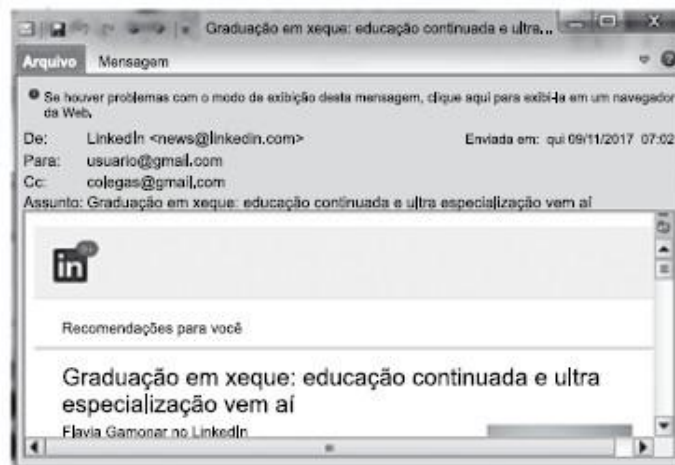 Graduação em xeque: educação continuada e ultra...
Arquivo Mensagem
Se houver problemas com o modo de exibição desta mensagem, clique aqui para exibi-la em um navegador
da Web.
De: LinkedIn <news@linkedin.com> Enviada em: qui 09/11/2017 07:02
Para: usuario@gmail.com
Cc: colegas@gmail.com
Assunto: Graduação em xeque: educação continuada e ultra especialização vem aí
in
Recomendações para você
Graduação em xeque: educação continuada e ultra
especialização vem aí
Flavia Gamonar no LinkedIn